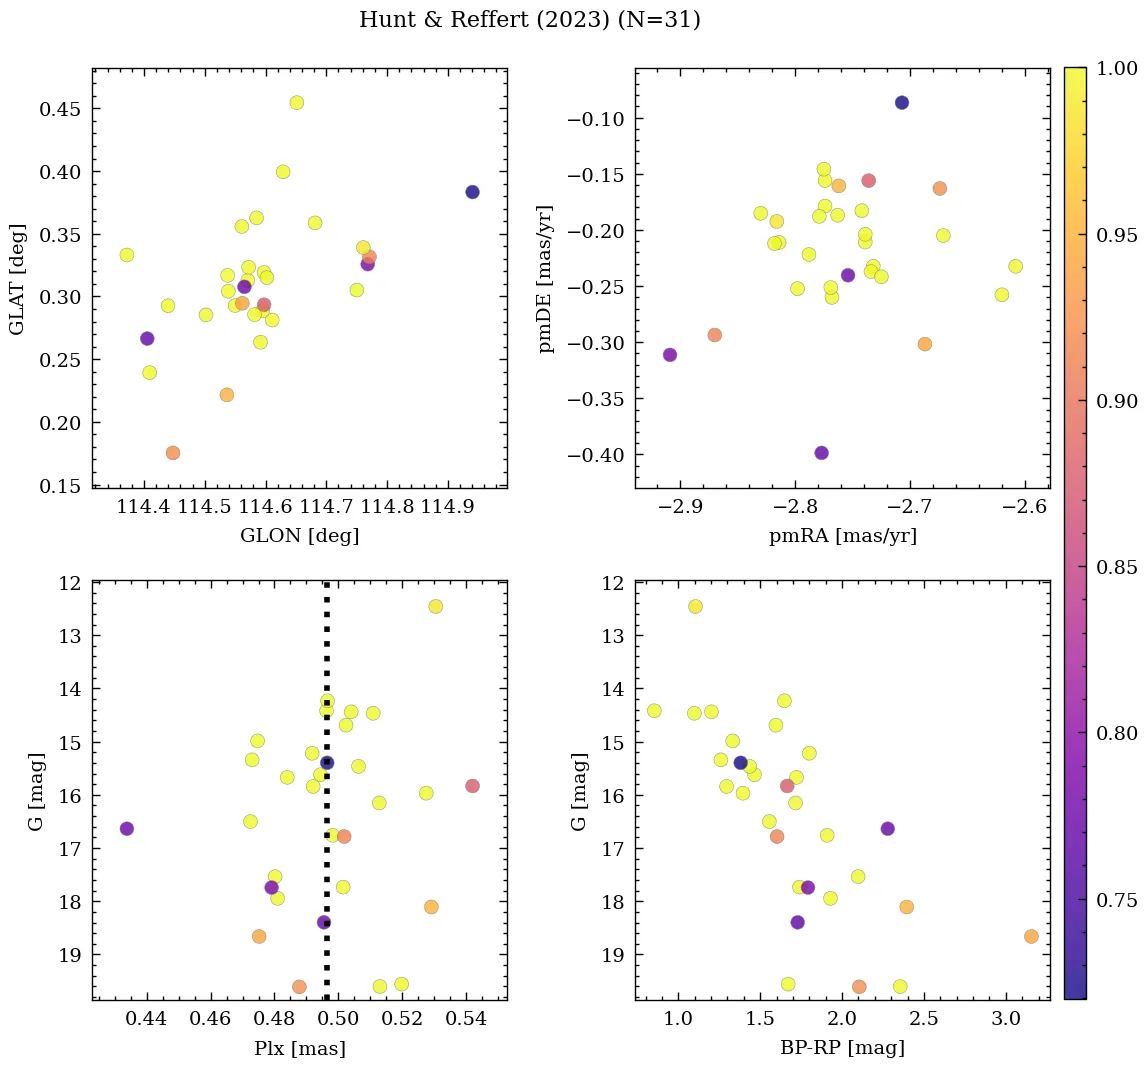 Hunt & Reffert (2023) (N=31)
0.45
0.40
0.35
0.30
0.25
0.20
0.15
GLAT [deg]
114.4 114.5 114.6 114.7 114.8 114.9
GLON [deg]
−0.10
−0.15
−0.20
−0.25
−0.30
−0.35
−0.40
pmDE [mas/yr]
−2.9 −2.8 −2.7 −2.6
pmRA [mas/yr]
1.00
0.95
0.90
0.85
0.80
0.75
12
13
14
15
16
17
18
19
G [mag]
0.44 0.46 0.48 0.50 0.52 0.54
Plx [mas]
12
13
14
15
16
17
18
19
G [mag]
1.0 1.5 2.0 2.5 3.0
BP-RP [mag]